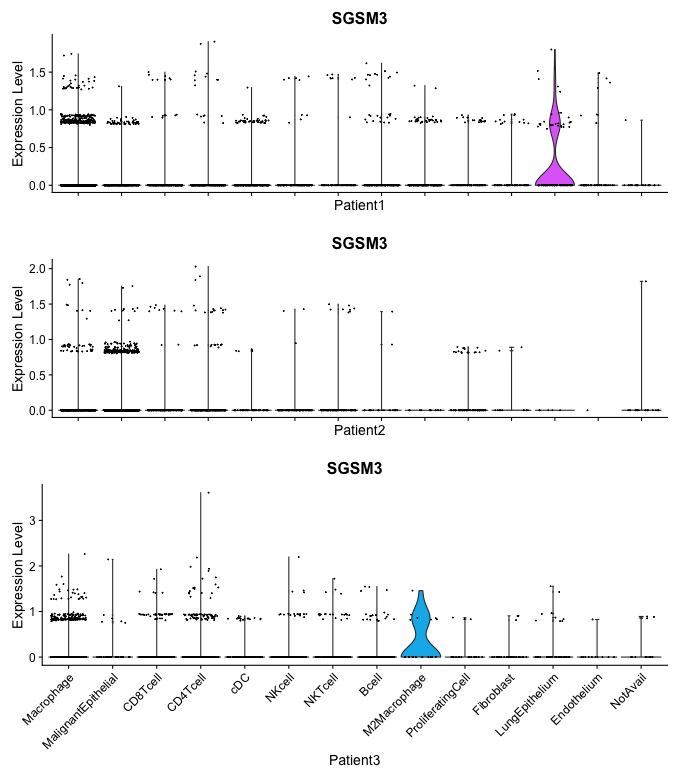 SGSM3
Expression Level
1.5
1.0
0.5
0.0
Patient1
SGSM3
Expression Level
2.0
1.5
1.0
0.5
0.0
Patient2
SGSM3
Expression Level
3
2
1
0
Macrophage
MalignantEpithelial
CD8Tcell
CD4Tcell
cDC
NKcell
NKTcell
Bcell
M2Macrophage
ProliferatingCell
Fibroblast
LungEpithelium
Endothelium
NotAvail
Patient3